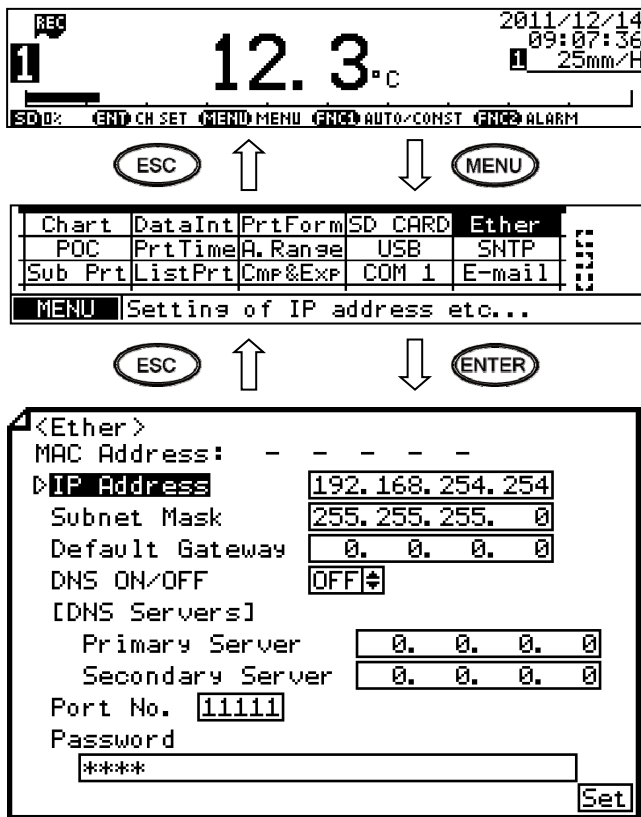 REC
2011/12/14
09:07:36
1 12.3°C 1 25mm/H
SD 0% ENT CH SET MENU MENU FNC1 AUTO/CONST FNC2 ALARM
ESC MENU
Chart DataInt PrtForm SD CARD Ether
POC PrtTime A.Range USB SNTP
Sub Prt ListPrt Cmp&Exp COM 1 E-mail
MENU Setting of IP address etc...
ESC ENTER
<Ether>
MAC Address: - - - - -
IP Address 192.168.254.254
Subnet Mask 255.255.255. 0
Default Gateway 0. 0. 0. 0
DNS ON/OFF OFF
[DNS Servers]
Primary Server 0. 0. 0. 0
Secondary Server 0. 0. 0. 0
Port No. 11111
Password
****
Set